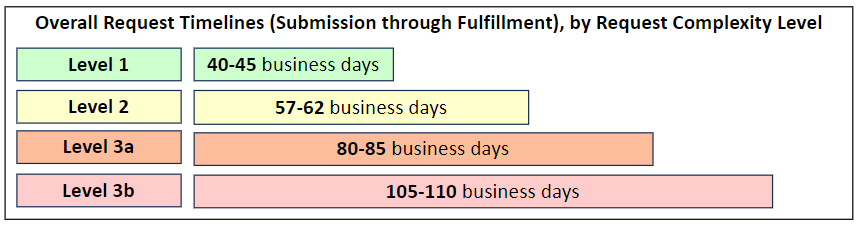 Overall Request Timelines (Submission through Fulfillment), by Request Complexity Level
Level 1 40-45 business days
Level 2 57-62 business days
Level 3a 80-85 business days
Level 3b 105-110 business days